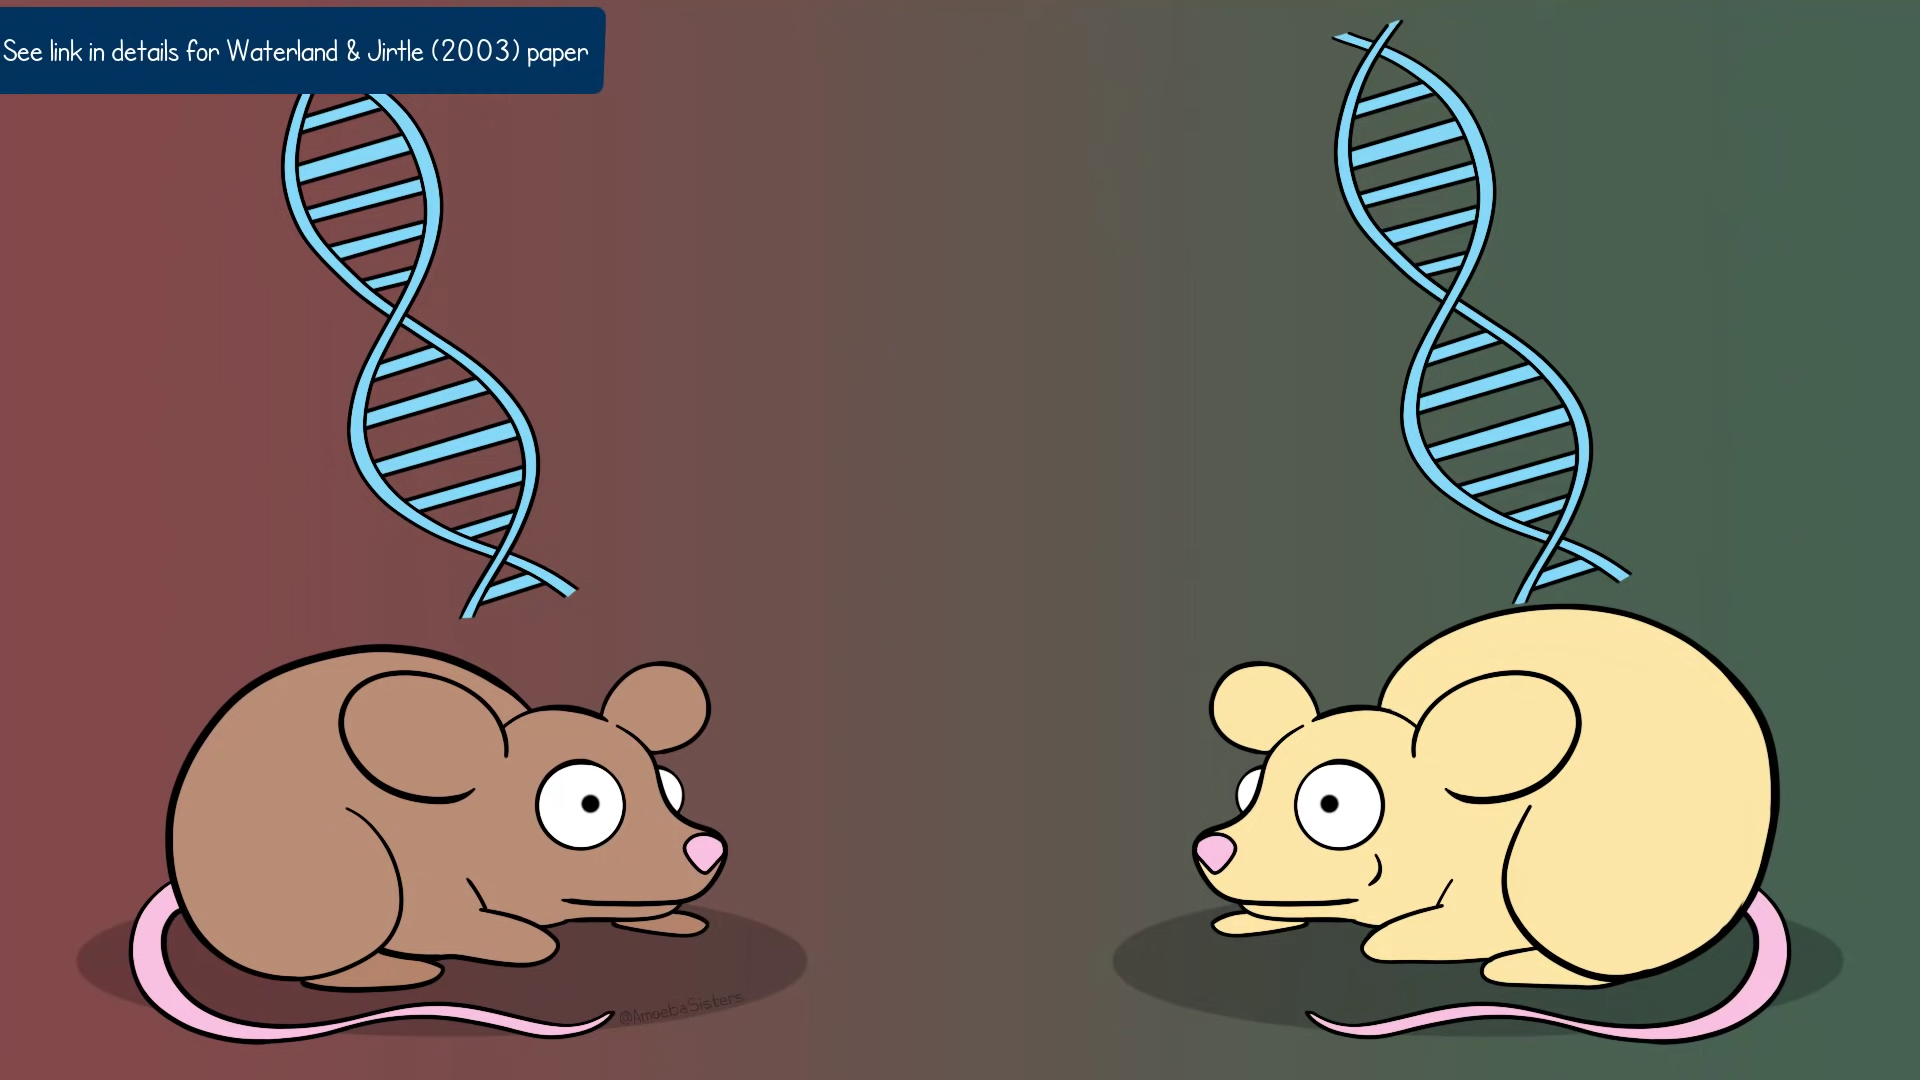 See link in details for Waterland & Jirtle (2003) paper
@AmoebaSisters